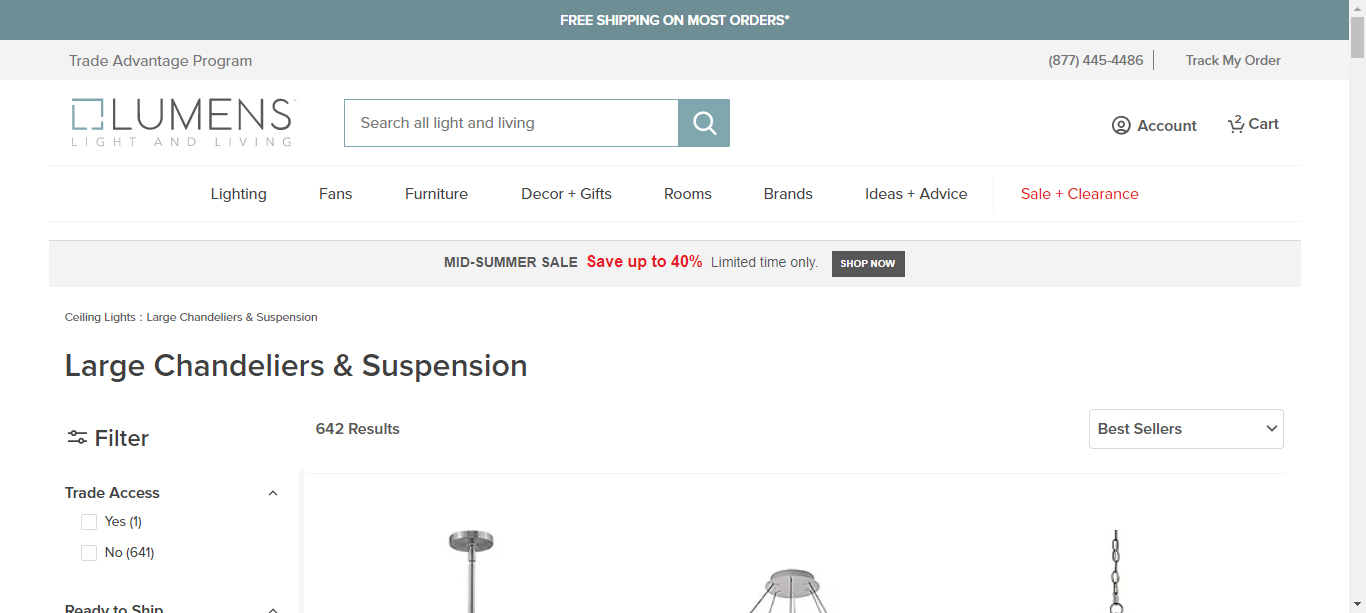 FREE SHIPPING ON MOST ORDERS*
Trade Advantage Program
(877) 445-4486
Track My Order
LUMENS
LIGHT AND LIVING
Search all light and living
Account
2
Cart
Lighting
Fans
Furniture
Decor + Gifts
Rooms
Brands
Ideas + Advice
Sale + Clearance
MID-SUMMER SALE Save up to 40% Limited time only. SHOP NOW
Ceiling Lights : Large Chandeliers & Suspension
Large Chandeliers & Suspension
Filter
642 Results
Best Sellers
Trade Access
Yes (1)
No (641)
Ready to Ship